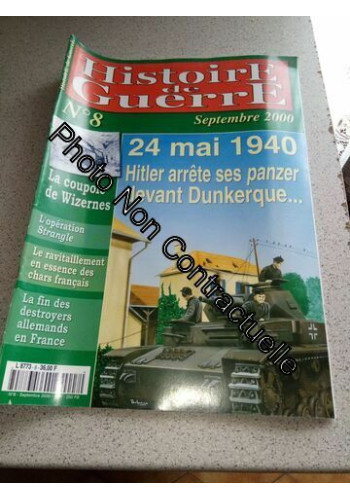 Histoire
de
Guerre
N°8
Septembre 2000
24 mai 1940
Hitler arrête ses panzer
devant Dunkerque...
La coupole
de Wizernes
L'opération
Strangle
Le ravitaillement
en essence des
chars français
La fin des
destroyers
allemands
en France
Photo Non Contractuelle